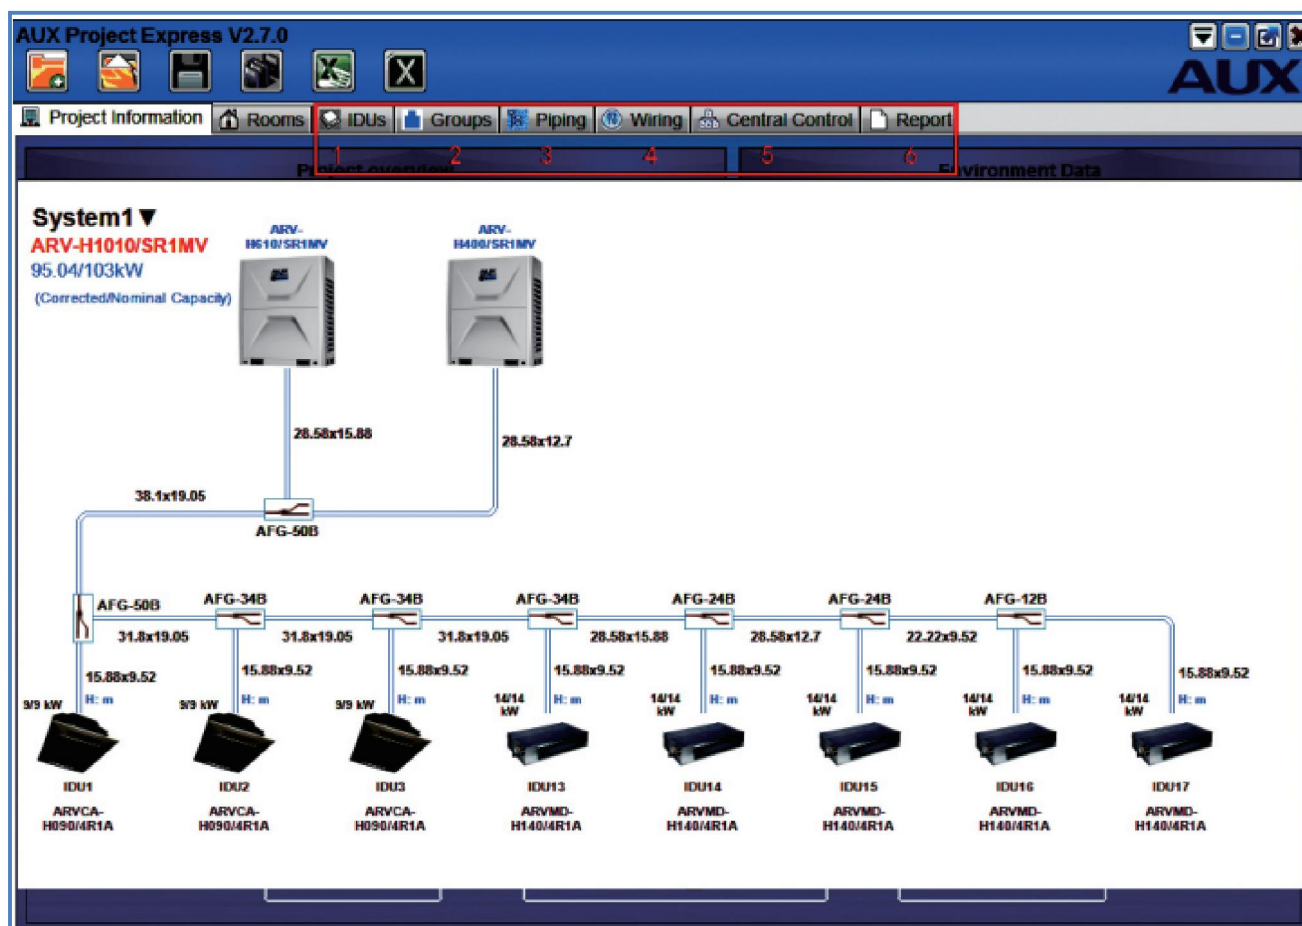 AUX Project Express V2.7.0
AUX
Project Information Rooms IDUs Groups Piping Wiring Central Control Report
1 2 3 4 5 6
Project overview Environment Data
System1▼
ARV-H1010/SR1MV
95.04/103kW
(Corrected/Nominal Capacity)
ARV-
H610/SR1MV
ARV-
H400/SR1MV
28.58x15.88
28.58x12.7
38.1x19.05
AFG-50B
AFG-50B AFG-34B AFG-34B AFG-34B AFG-24B AFG-24B AFG-12B
31.8x19.05 31.8x19.05 31.8x19.05 28.58x15.88 28.58x12.7 22.22x9.52
15.88x9.52 15.88x9.52 15.88x9.52 15.88x9.52 15.88x9.52 15.88x9.52 15.88x9.52 15.88x9.52
9/9 kW H: m 9/9 kW H: m 9/9 kW H: m 14/14 H: m 14/14 H: m 14/14 H: m 14/14 H: m 14/14 H: m
kW kW kW kW kW
IDU1 IDU2 IDU3 IDU13 IDU14 IDU15 IDU16 IDU17
ARVCA- ARVCA- ARVCA- ARVMD- ARVMD- ARVMD- ARVMD- ARVMD-
H090/4R1A H090/4R1A H090/4R1A H140/4R1A H140/4R1A H140/4R1A H140/4R1A H140/4R1A